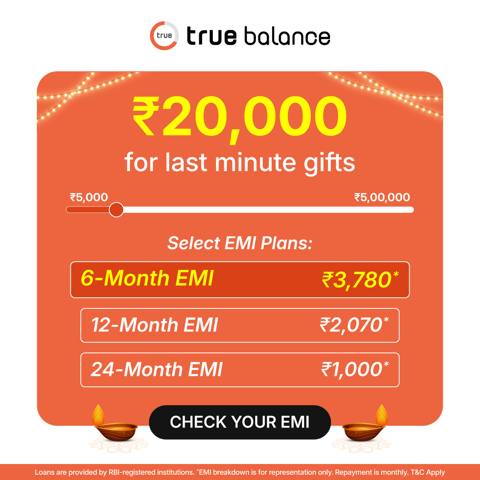 true true balance
₹20,000
for last minute gifts
₹5,000 ₹5,00,000
Select EMI Plans:
6-Month EMI ₹3,780*
12-Month EMI ₹2,070*
24-Month EMI ₹1,000*
CHECK YOUR EMI
Loans are provided by RBI-registered institutions. *EMI breakdown is for representation only. Repayment is monthly. T&C Apply